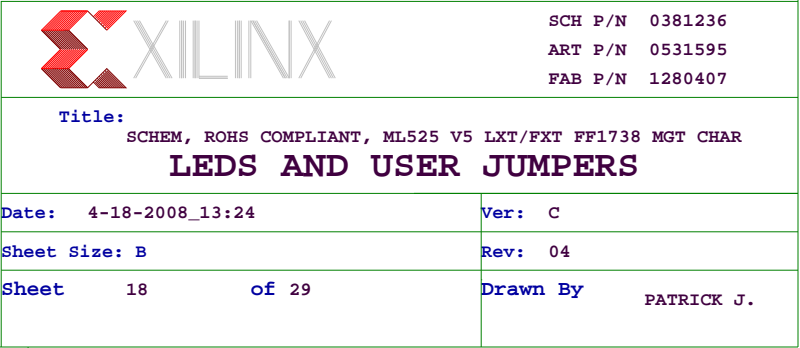 XILINX
SCH P/N 0381236
ART P/N 0531595
FAB P/N 1280407
Title:
SCHEM, ROHS COMPLIANT, ML525 V5 LXT/FXT FF1738 MGT CHAR
LEDS AND USER JUMPERS
Date: 4-18-2008_13:24 Ver: C
Sheet Size: B Rev: 04
Sheet 18 of 29 Drawn By PATRICK J.